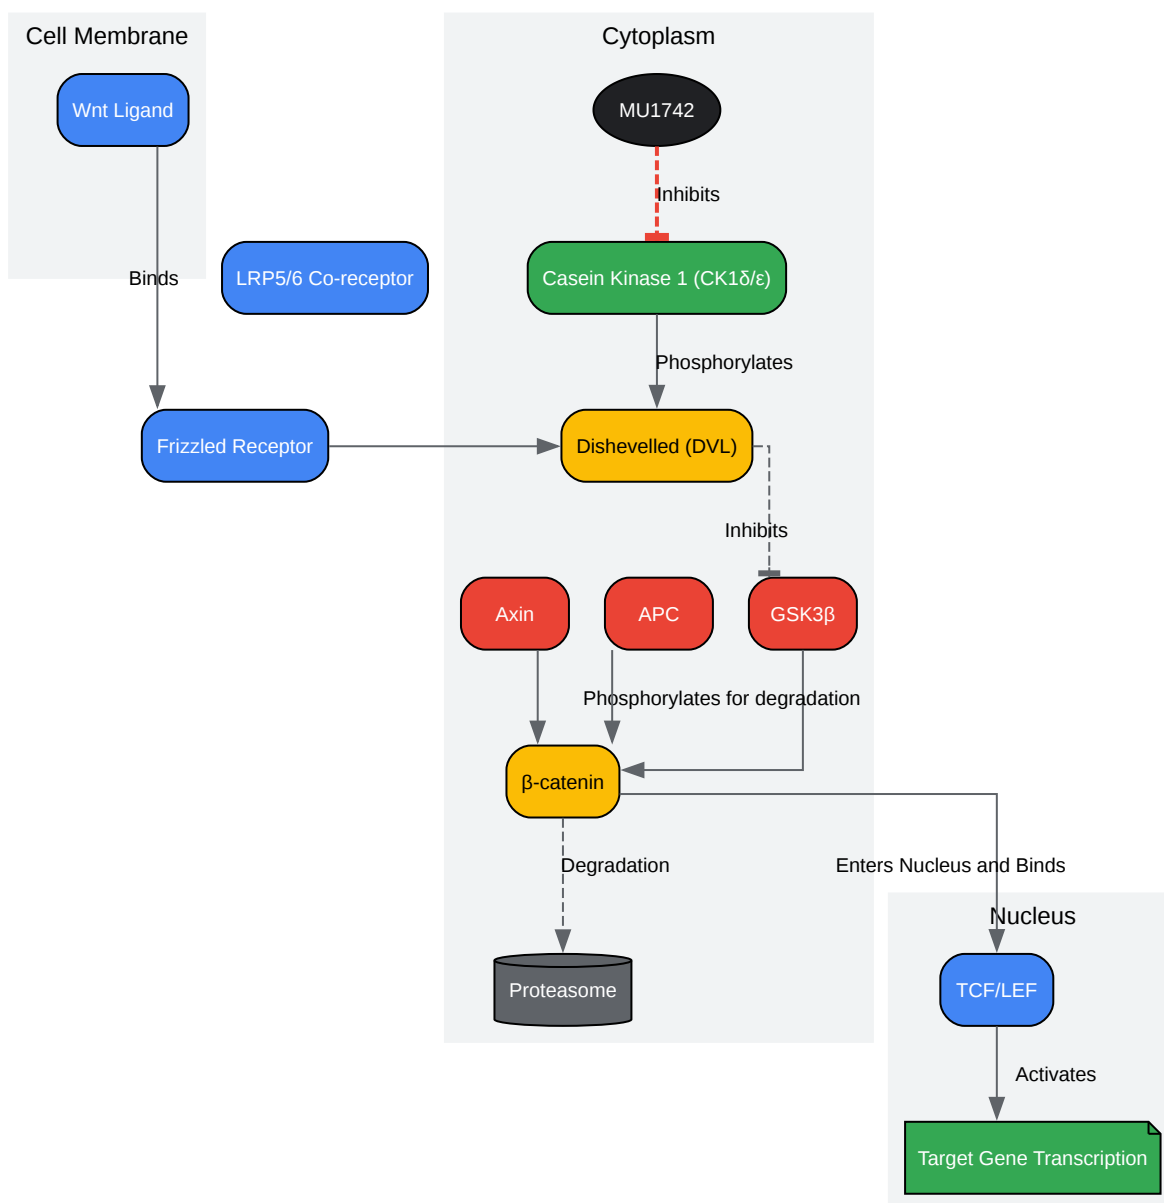 Cell Membrane
Cytoplasm
Wnt Ligand
MU1742
Inhibits
Binds
LRP5/6 Co-receptor
Casein Kinase 1 (CK1δ/ε)
Phosphorylates
Frizzled Receptor
Dishevelled (DVL)
Inhibits
Axin
APC
GSK3β
Phosphorylates for degradation
β-catenin
Degradation
Enters Nucleus and Binds
Nucleus
Proteasome
TCF/LEF
Activates
Target Gene Transcription